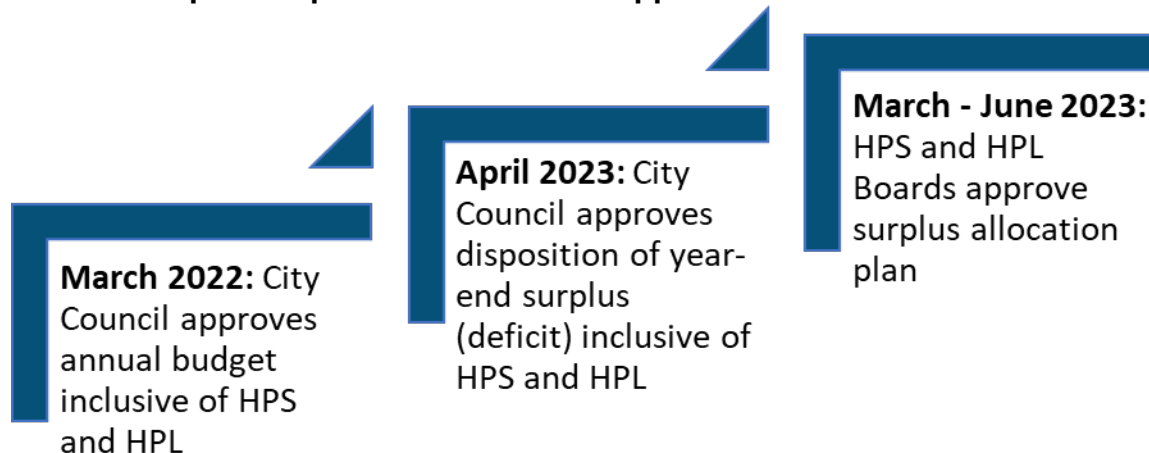 March 2022: City
Council approves
annual budget
inclusive of HPS
and HPL
April 2023: City
Council approves
disposition of year-
end surplus
(deficit) inclusive of
HPS and HPL
March - June 2023:
HPS and HPL
Boards approve
surplus allocation
plan